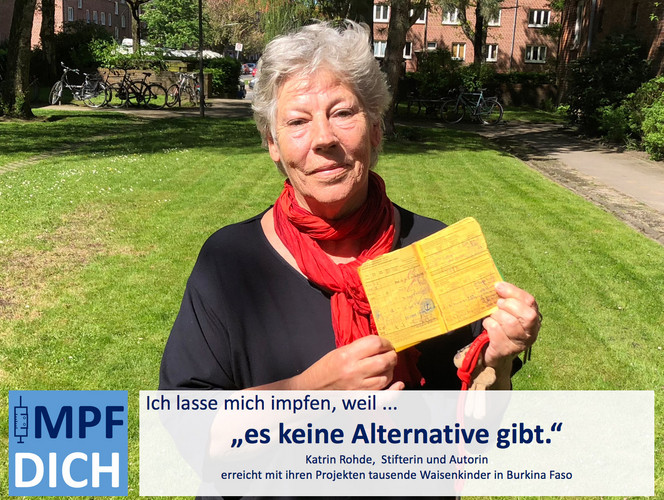 Ich lasse mich impfen, weil ...
„es keine Alternative gibt.“
Katrin Rohde, Stifterin und Autorin
erreicht mit ihren Projekten tausende Waisenkinder in Burkina Faso
IMPF
DICH